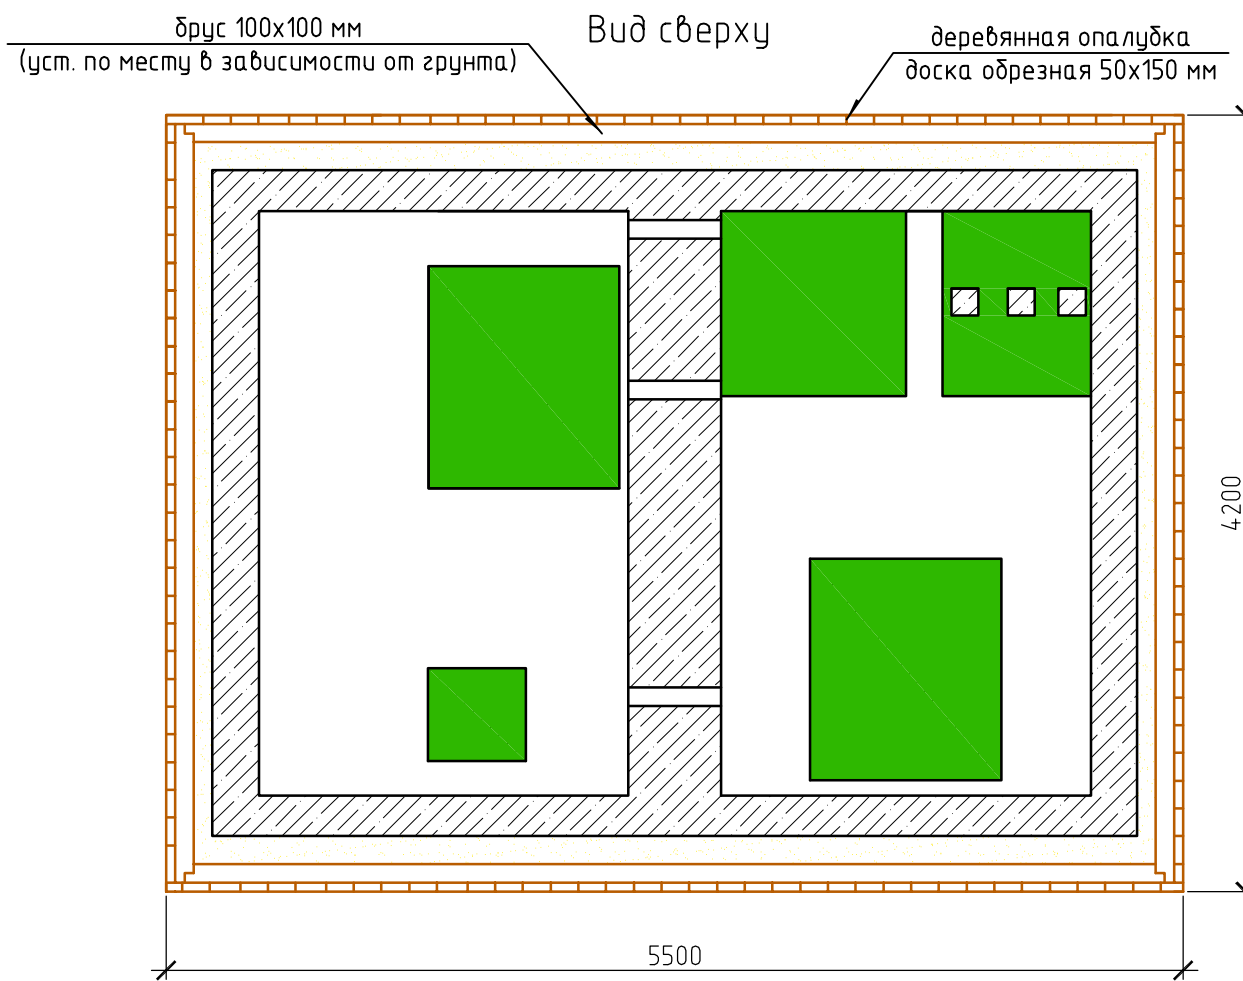 Вид сверху
брус 100х100 мм
(уст. по месту в зависимости от грунта)
деревянная опалубка
доска обрезная 50х150 мм
4200
5500